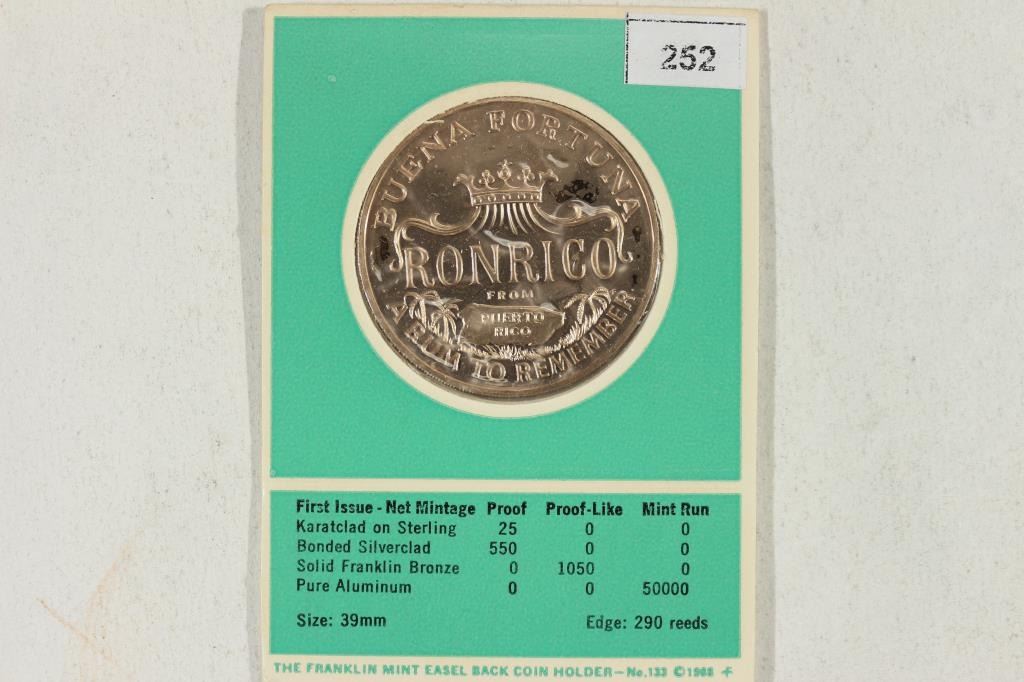 252
BUENA FORTUNA
RONRICO
FROM
PUERTO
RICO
A RUM TO REMEMBER
First Issue - Net Mintage Proof Proof-Like Mint Run
Karatclad on Sterling 25 0 0
Bonded Silverclad 550 0 0
Solid Franklin Bronze 0 1050 0
Pure Aluminum 0 0 50000
Size: 39mm Edge: 290 reeds
THE FRANKLIN MINT EASEL BACK COIN HOLDER—No. 133 ©1968